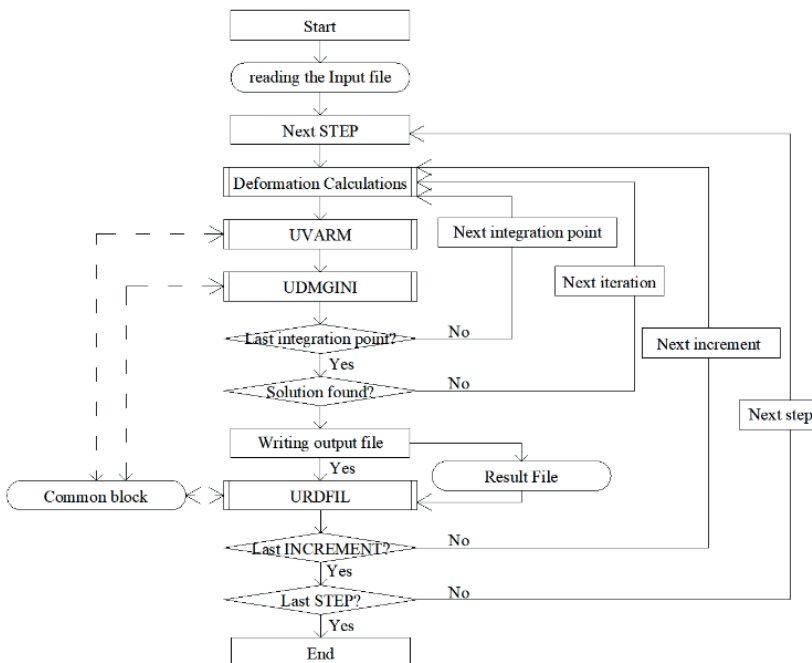 Start
reading the Input file
Next STEP
Deformation Calculations
UVARM
Next integration point
UDMGINI
Next iteration
Last integration point?
No
Next increment
Yes
Solution found?
No
Next step
Writing output file
Yes
Result File
Common block
URDFIL
Last INCREMENT?
No
Yes
Last STEP?
No
Yes
End